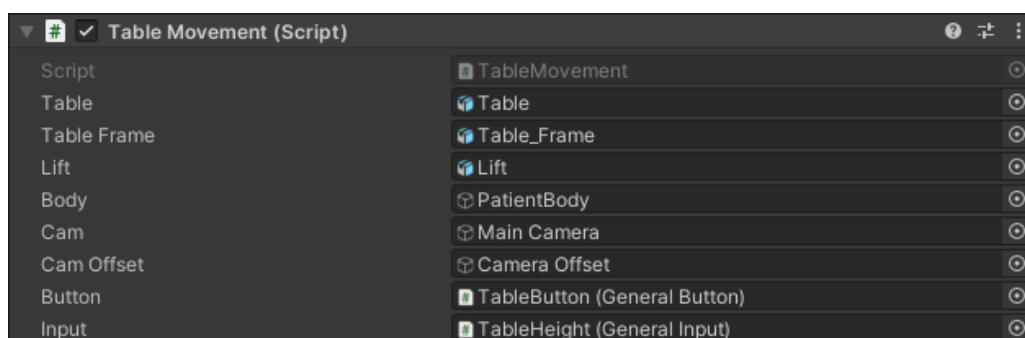 Table Movement (Script)
Script TableMovement
Table Table
Table Frame Table_Frame
Lift Lift
Body PatientBody
Cam Main Camera
Cam Offset Camera Offset
Button TableButton (General Button)
Input TableHeight (General Input)